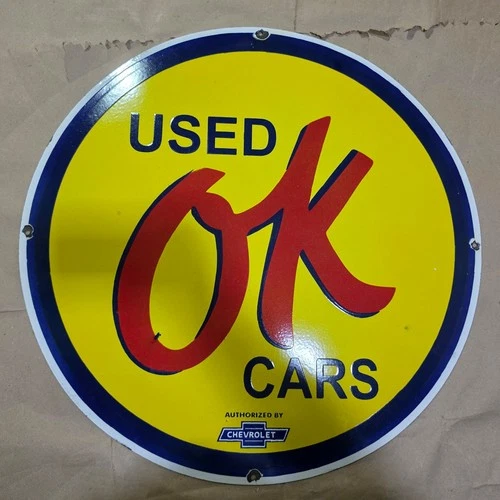 USED
OK
CARS
AUTHORIZED BY
CHEVROLET